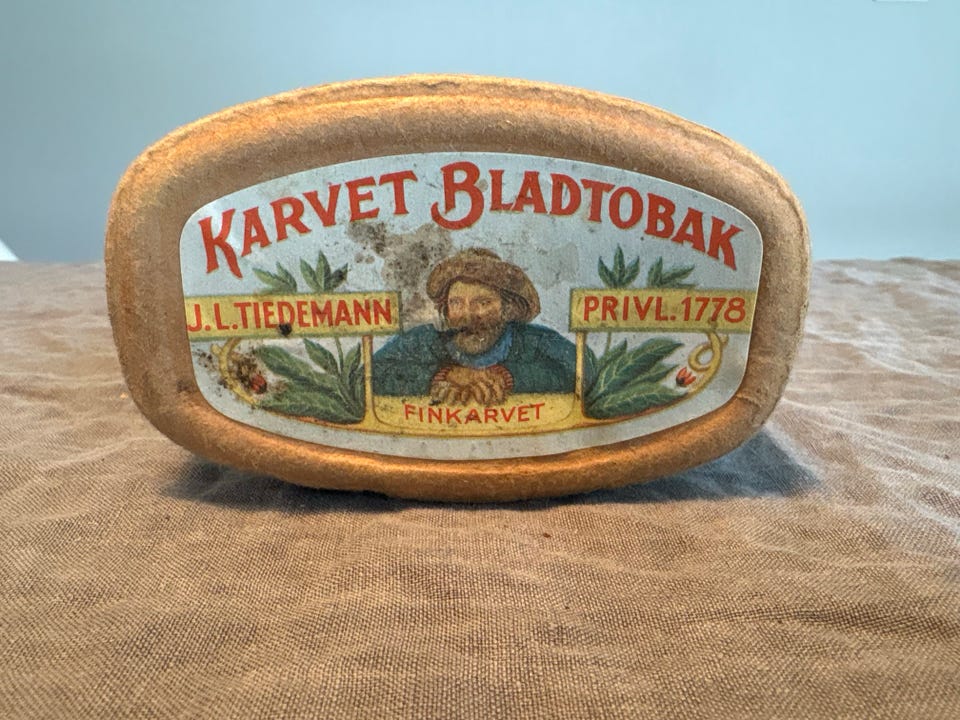 KARVET BLADTOBAK
J.L.TIEDEMANN
PRIVL. 1778
FINKARVET